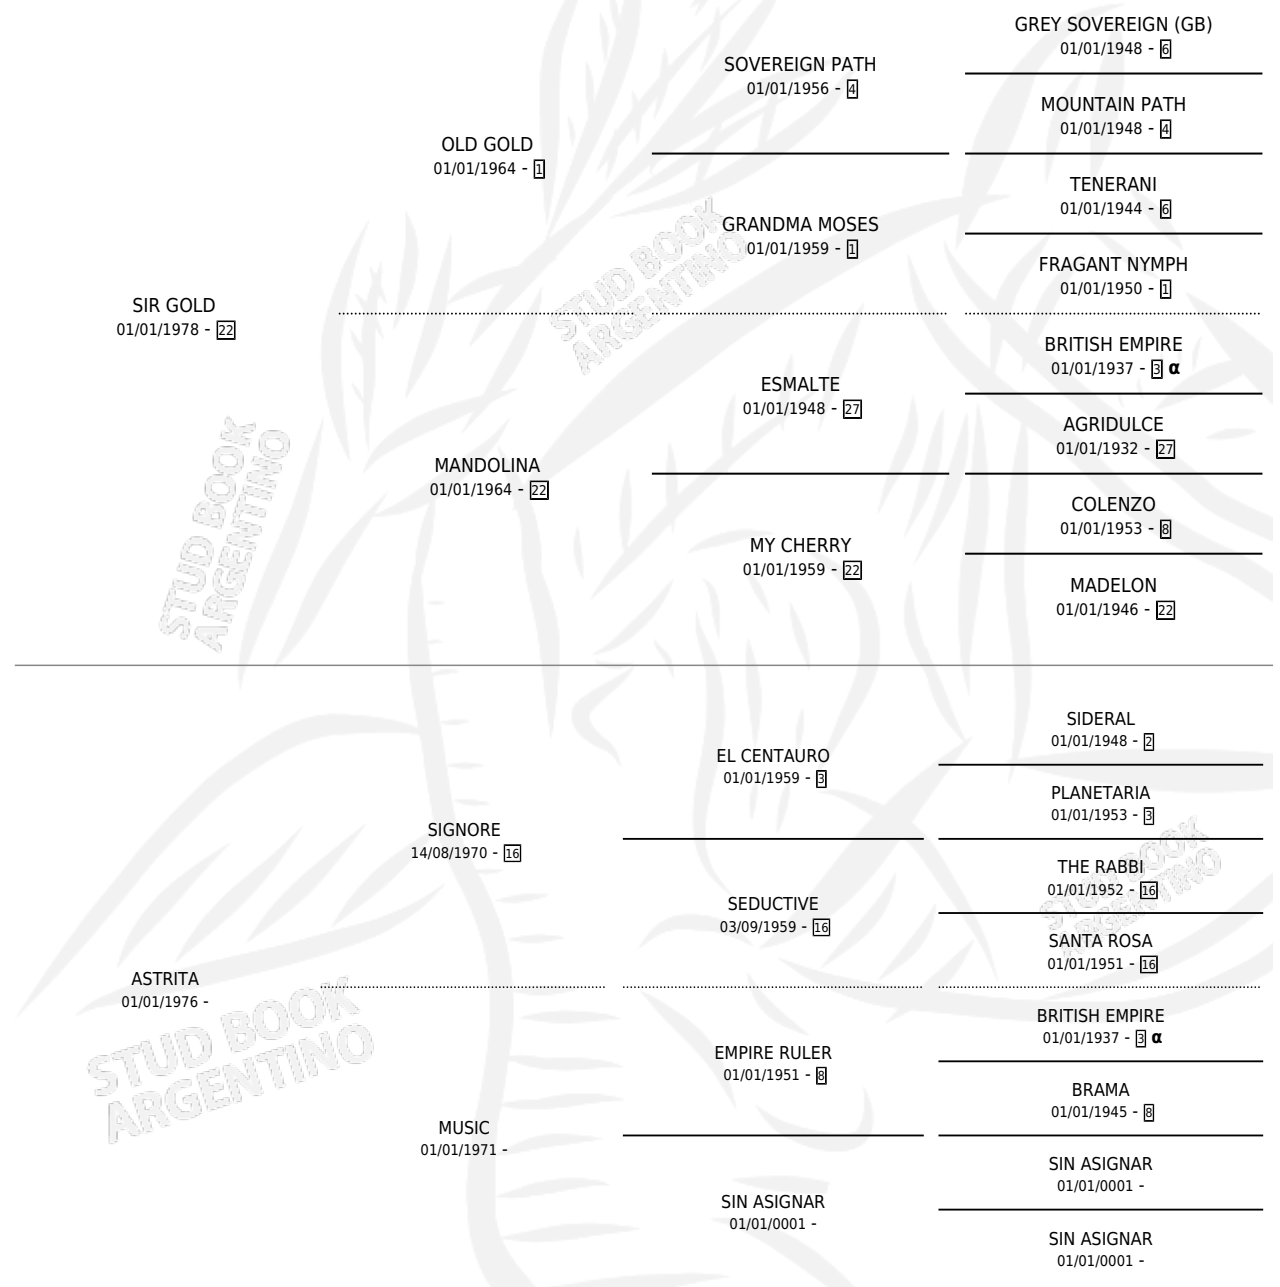 GREY SOVEREIGN (GB)
01/01/1948 - 6
SOVEREIGN PATH
01/01/1956 - 4
MOUNTAIN PATH
01/01/1948 - 4
OLD GOLD
01/01/1964 - 1
TENERANI
01/01/1944 - 6
GRANDMA MOSES
01/01/1959 - 1
FRAGANT NYMPH
01/01/1950 - 1
SIR GOLD
01/01/1978 - 22
BRITISH EMPIRE
01/01/1937 - 3 α
ESMALTE
01/01/1948 - 27
AGRIDULCE
01/01/1932 - 27
MANDOLINA
01/01/1964 - 22
COLENZO
01/01/1953 - 8
MY CHERRY
01/01/1959 - 22
MADELON
01/01/1946 - 22
STUD BOOK
ARGENTINO
STUD BOOK
ARGENTINO
SIDERAL
01/01/1948 - 2
EL CENTAURO
01/01/1959 - 3
PLANETARIA
01/01/1953 - 3
SIGNORE
14/08/1970 - 16
THE RABBI
01/01/1952 - 16
SEDUCTIVE
03/09/1959 - 16
SANTA ROSA
01/01/1951 - 16
ASTRITA
01/01/1976 -
BRITISH EMPIRE
01/01/1937 - 3 α
EMPIRE RULER
01/01/1951 - 8
BRAMA
01/01/1945 - 8
MUSIC
01/01/1971 -
SIN ASIGNAR
01/01/0001 -
SIN ASIGNAR
01/01/0001 -
SIN ASIGNAR
01/01/0001 -
STUD BOOK
ARGENTINO
STUD BOOK
ARGENTINO